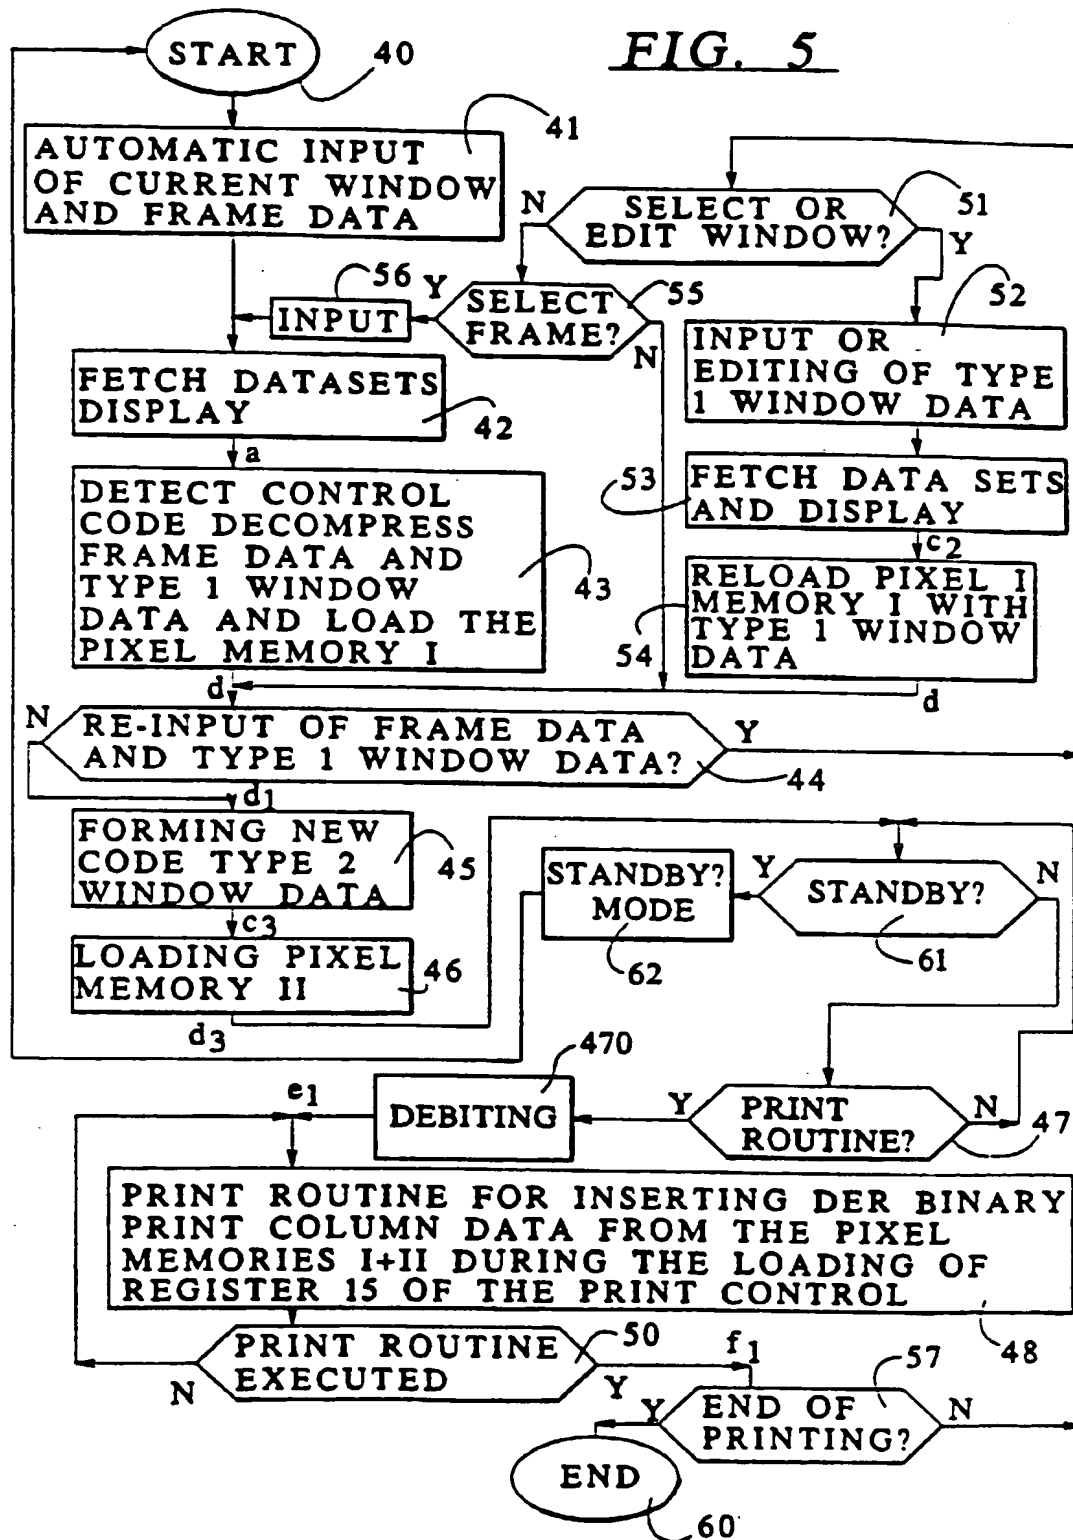 FIG. 5
START
40
41
AUTOMATIC INPUT
OF CURRENT WINDOW
AND FRAME DATA
N
SELECT OR
EDIT WINDOW?
51
Y
56
INPUT
Y
SELECT
FRAME?
55
N
52
INPUT OR
EDITING OF TYPE
1 WINDOW DATA
FETCH DATASETS
DISPLAY
42
a
53
FETCH DATA SETS
AND DISPLAY
c2
DETECT CONTROL
CODE DECOMPRESS
FRAME DATA AND
TYPE 1 WINDOW
DATA AND LOAD THE
PIXEL MEMORY I
43
RELOAD PIXEL I
MEMORY I WITH
TYPE 1 WINDOW
DATA
54
d
d
N
RE-INPUT OF FRAME DATA
AND TYPE 1 WINDOW DATA?
Y
44
d1
FORMING NEW
CODE TYPE 2
WINDOW DATA
45
c3
STANDBY?
MODE
62
Y
STANDBY?
N
61
LOADING PIXEL
MEMORY II
46
d3
470
e1
DEBITING
Y
PRINT
ROUTINE?
N
47
PRINT ROUTINE FOR INSERTING DER BINARY
PRINT COLUMN DATA FROM THE PIXEL
MEMORIES I+II DURING THE LOADING OF
REGISTER 15 OF THE PRINT CONTROL
48
PRINT ROUTINE
EXECUTED
50
N
Y
f1
57
Y
END OF
PRINTING?
N
END
60